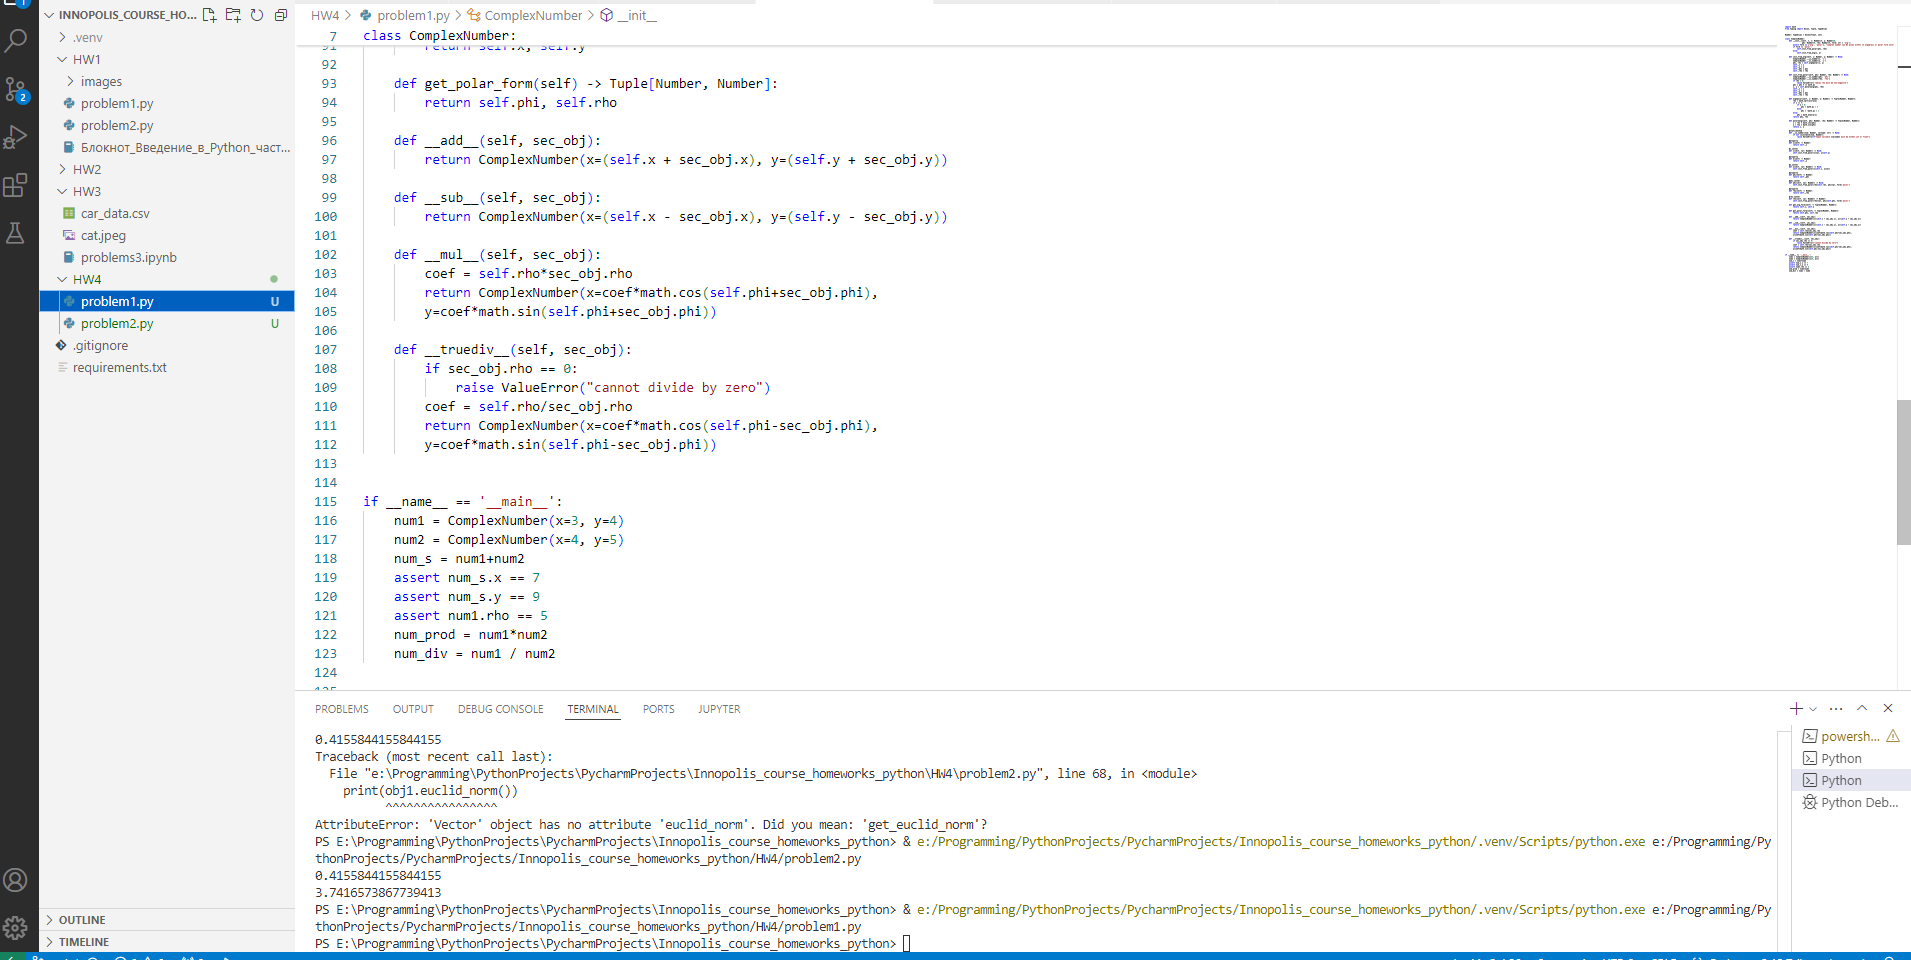 INNOPOLIS_COURSE_HO...
.venv
HW1
images
problem1.py
problem2.py
Блокнот_Введение_в_Python_част...
HW2
HW3
car_data.csv
cat.jpeg
problems3.ipynb
HW4
problem1.py U
problem2.py U
.gitignore
requirements.txt
OUTLINE
TIMELINE
2
HW4 > problem1.py > ComplexNumber > __init__
7 class ComplexNumber:
91 return self.x, self.y
92
93 def get_polar_form(self) -> Tuple[Number, Number]:
94 return self.phi, self.rho
95
96 def __add__(self, sec_obj):
97 return ComplexNumber(x=(self.x + sec_obj.x), y=(self.y + sec_obj.y))
98
99 def __sub__(self, sec_obj):
100 return ComplexNumber(x=(self.x - sec_obj.x), y=(self.y - sec_obj.y))
101
102 def __mul__(self, sec_obj):
103 coef = self.rho*sec_obj.rho
104 return ComplexNumber(x=coef*math.cos(self.phi+sec_obj.phi),
105 y=coef*math.sin(self.phi+sec_obj.phi))
106
107 def __truediv__(self, sec_obj):
108 if sec_obj.rho == 0:
109 raise ValueError("cannot divide by zero")
110 coef = self.rho/sec_obj.rho
111 return ComplexNumber(x=coef*math.cos(self.phi-sec_obj.phi),
112 y=coef*math.sin(self.phi-sec_obj.phi))
113
114
115 if __name__ == '__main__':
116 num1 = ComplexNumber(x=3, y=4)
117 num2 = ComplexNumber(x=4, y=5)
118 num_s = num1+num2
119 assert num_s.x == 7
120 assert num_s.y == 9
121 assert num1.rho == 5
122 num_prod = num1*num2
123 num_div = num1 / num2
124
PROBLEMS OUTPUT DEBUG CONSOLE TERMINAL PORTS JUPYTER
0.4155844155844155
Traceback (most recent call last):
File "e:\Programming\PythonProjects\PycharmProjects\Innopolis_course_homeworks_python\HW4\problem2.py", line 68, in <module>
print(obj1.euclid_norm())
^^^^^^^^^^^^^^^^
AttributeError: 'Vector' object has no attribute 'euclid_norm'. Did you mean: 'get_euclid_norm'?
PS E:\Programming\PythonProjects\PycharmProjects\Innopolis_course_homeworks_python> & e:/Programming/PythonProjects/PycharmProjects/Innopolis_course_homeworks_python/.venv/Scripts/python.exe e:/Programming/Py
thonProjects/PycharmProjects/Innopolis_course_homeworks_python/HW4/problem2.py
0.4155844155844155
3.7416573867739413
PS E:\Programming\PythonProjects\PycharmProjects\Innopolis_course_homeworks_python> & e:/Programming/PythonProjects/PycharmProjects/Innopolis_course_homeworks_python/.venv/Scripts/python.exe e:/Programming/Py
thonProjects/PycharmProjects/Innopolis_course_homeworks_python/HW4/problem1.py
PS E:\Programming\PythonProjects\PycharmProjects\Innopolis_course_homeworks_python>
powersh...
Python
Python
Python Deb...